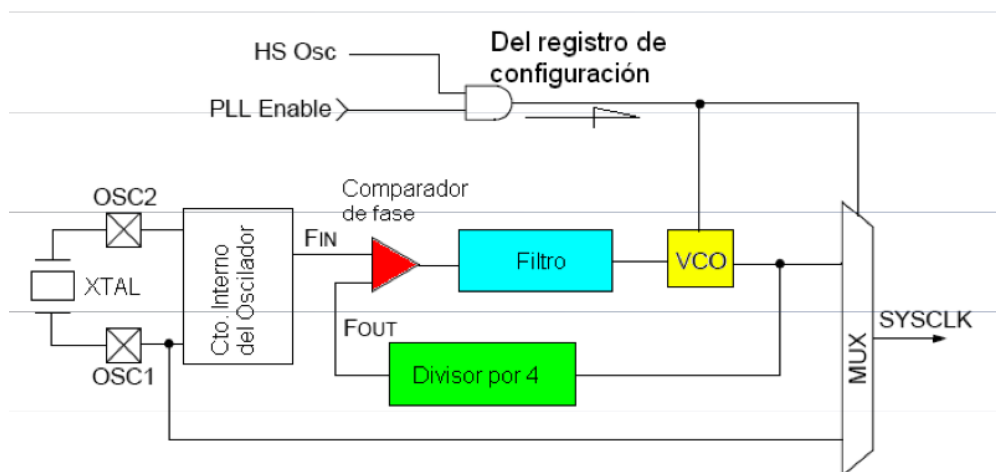 HS Osc
Del registro de
configuración
PLL Enable
OSC2
Comparador
de fase
Cto. Interno
del Oscilador
FIN
Filtro
VCO
XTAL
FOUT
SYSCLK
MUX
OSC1
Divisor por 4